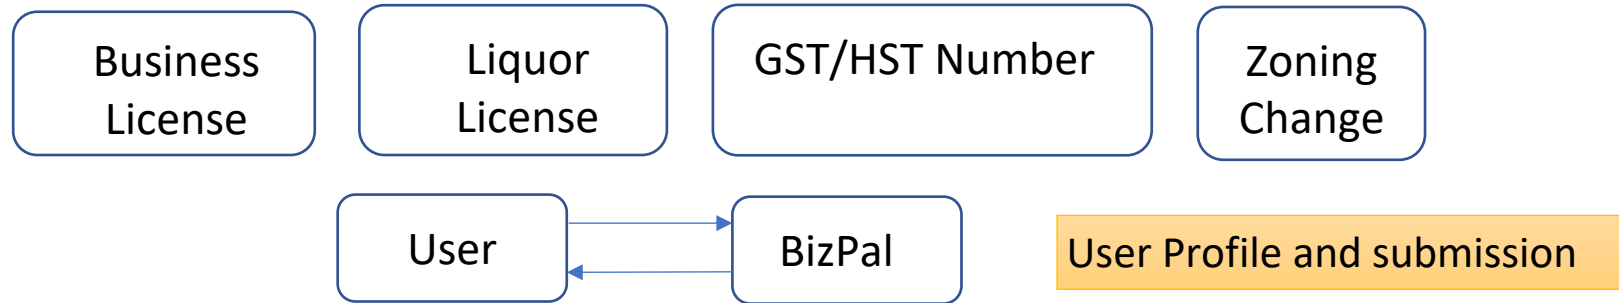 Business
License
Liquor
License
GST/HST Number
Zoning
Change
User
BizPal
User Profile and submission